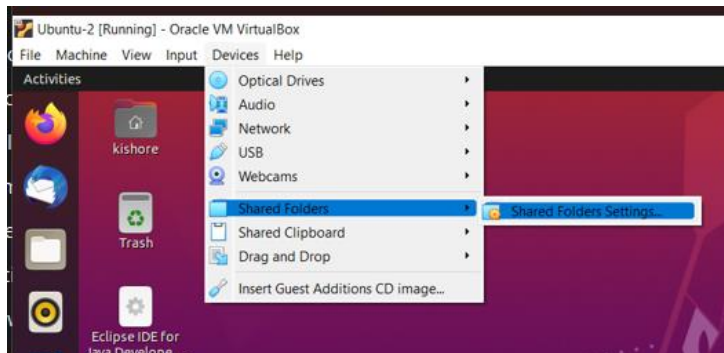 Ubuntu-2 [Running] - Oracle VM VirtualBox
File Machine View Input Devices Help
Activities
Optical Drives
Audio
Network
USB
Webcams
Shared Folders
Shared Folders Settings...
Shared Clipboard
Drag and Drop
Insert Guest Additions CD image...
kishore
Trash
Eclipse IDE for
Java Develope